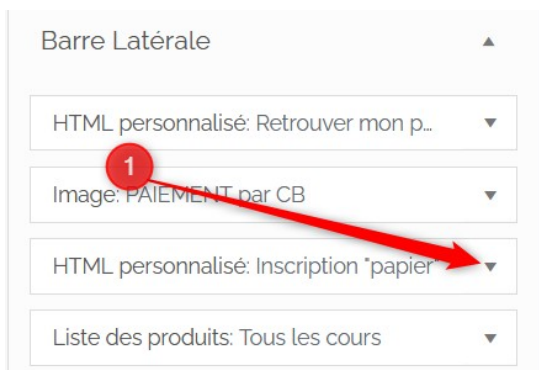 Barre Latérale
HTML personnalisé: Retrouver mon p...
1
Image: PAIEMENT par CB
HTML personnalisé: Inscription "papier"
Liste des produits: Tous les cours